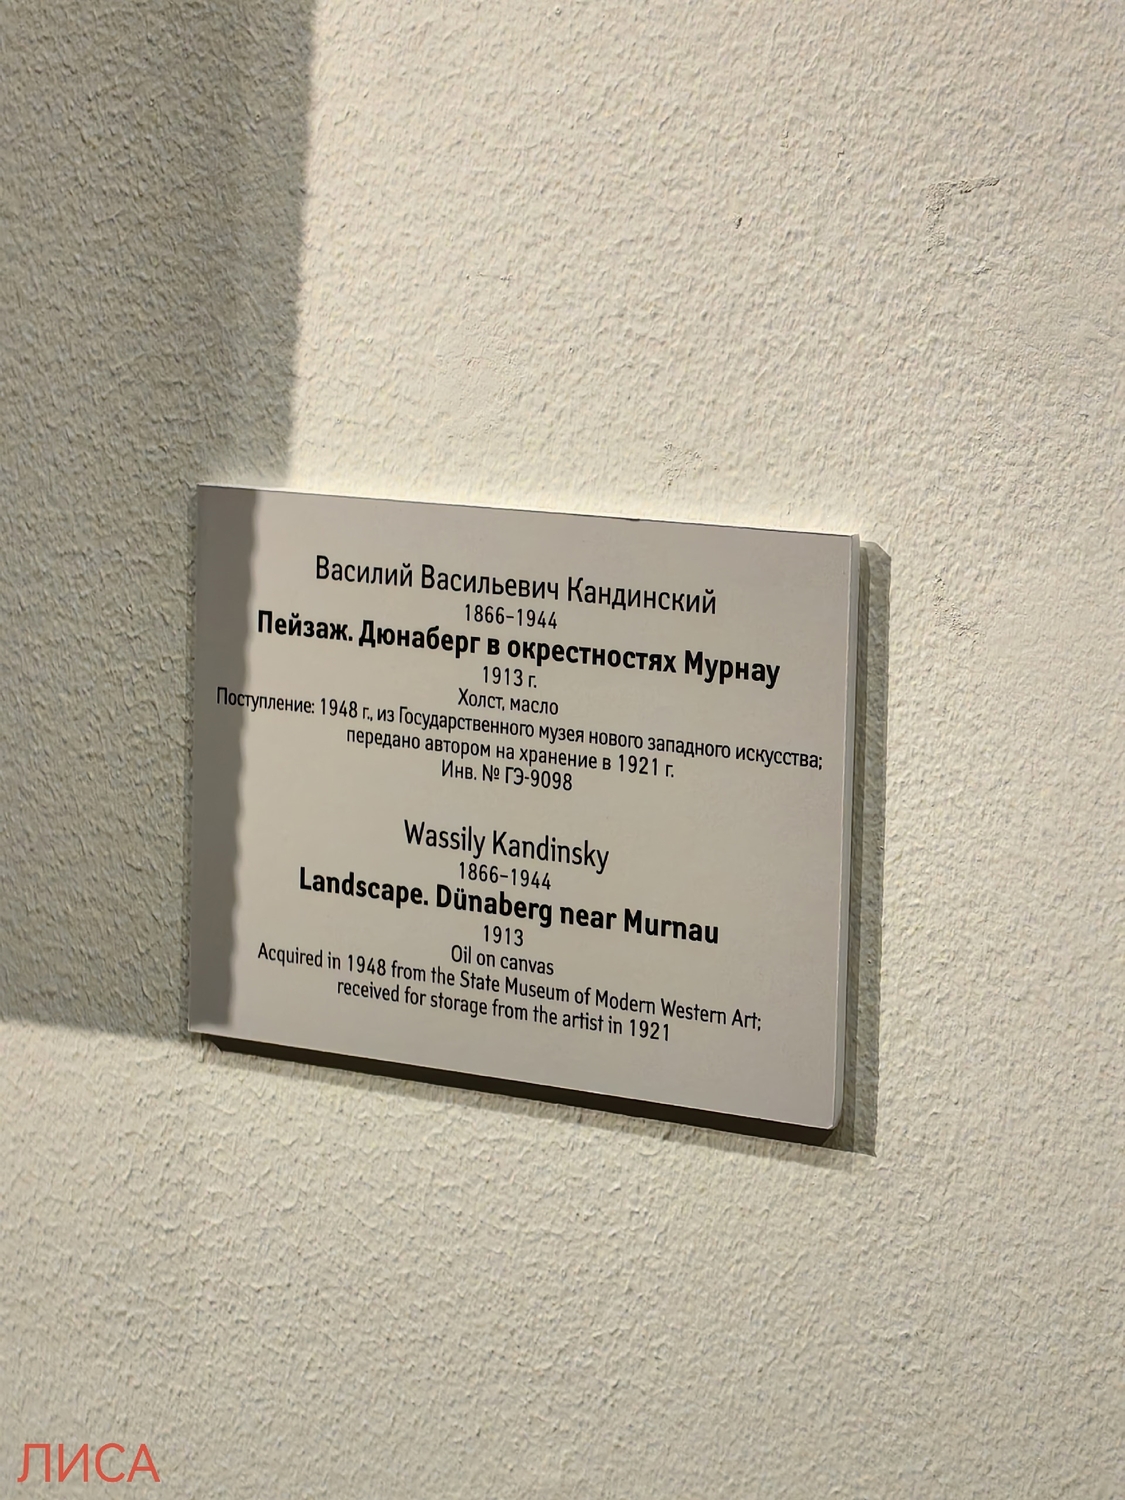 Василий Васильевич Кандинский
1866–1944
Пейзаж. Дюнаберг в окрестностях Мурнау
1913 г.
Холст, масло
Поступление: 1948 г., из Государственного музея нового западного искусства;
передано автором на хранение в 1921 г.
Инв. № ГЭ-9098
Wassily Kandinsky
1866–1944
Landscape. Dünaberg near Murnau
1913
Oil on canvas
Acquired in 1948 from the State Museum of Modern Western Art;
received for storage from the artist in 1921
ЛИСА